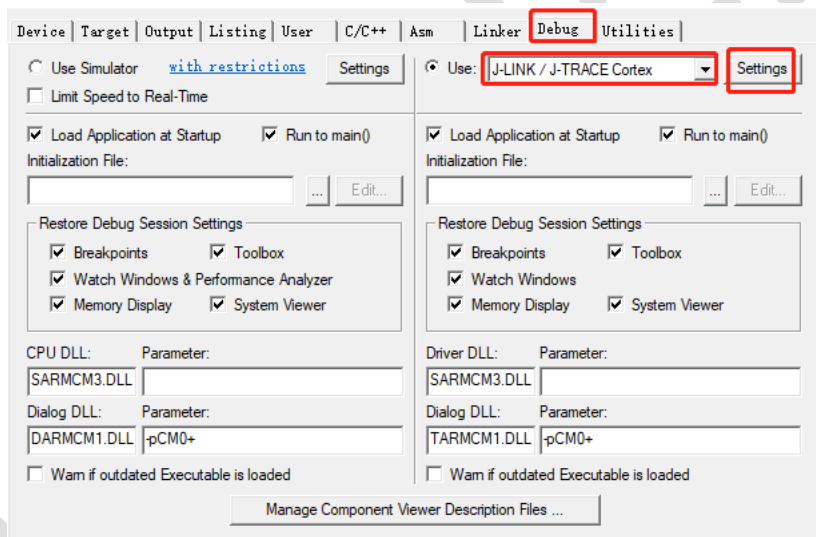 Device Target Output Listing User C/C++ Asm Linker Debug Utilities
Use Simulator with restrictions Settings
Limit Speed to Real-Time
Load Application at Startup Run to main()
Initialization File:
... Edit...
Restore Debug Session Settings
Breakpoints Toolbox
Watch Windows & Performance Analyzer
Memory Display System Viewer
CPU DLL: Parameter:
SARMCM3.DLL
Dialog DLL: Parameter:
DARMCM1.DLL -pCM0+
Warn if outdated Executable is loaded
Use: J-LINK / J-TRACE Cortex Settings
Load Application at Startup Run to main()
Initialization File:
... Edit...
Restore Debug Session Settings
Breakpoints Toolbox
Watch Windows
Memory Display System Viewer
Driver DLL: Parameter:
SARMCM3.DLL
Dialog DLL: Parameter:
TARMCM1.DLL -pCM0+
Warn if outdated Executable is loaded
Manage Component Viewer Description Files ...